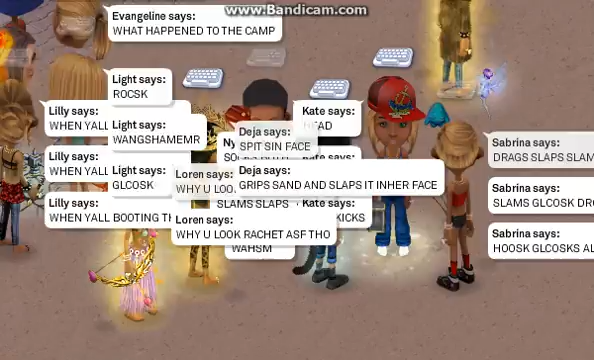 www.Bandicam.com
Evangeline says:
WHAT HAPPENED TO THE CAMP
Light says:
ROCSK
Lilly says:
WHEN YALL
Light says:
WANGSHAMEMR
Kate says:
Deja says:
SPIT SIN FACE
Sabrina says:
DRAGS SLAPS SLAM
Lilly says:
WHEN YALL
Light says:
GLCOSK
Loren says:
WHY U LOO
Deja says:
GRIPS SAND AND SLAPS IT INHER FACE
Sabrina says:
SLAMS GLCOSK DR
Lilly says:
WHEN YALL BOOTING TH
SLAMS SLAPS
Kate says:
KICKS
Loren says:
WHY U LOOK RACHET ASF THO
WAHSM
Sabrina says:
HOOSK GLCOSKS AL